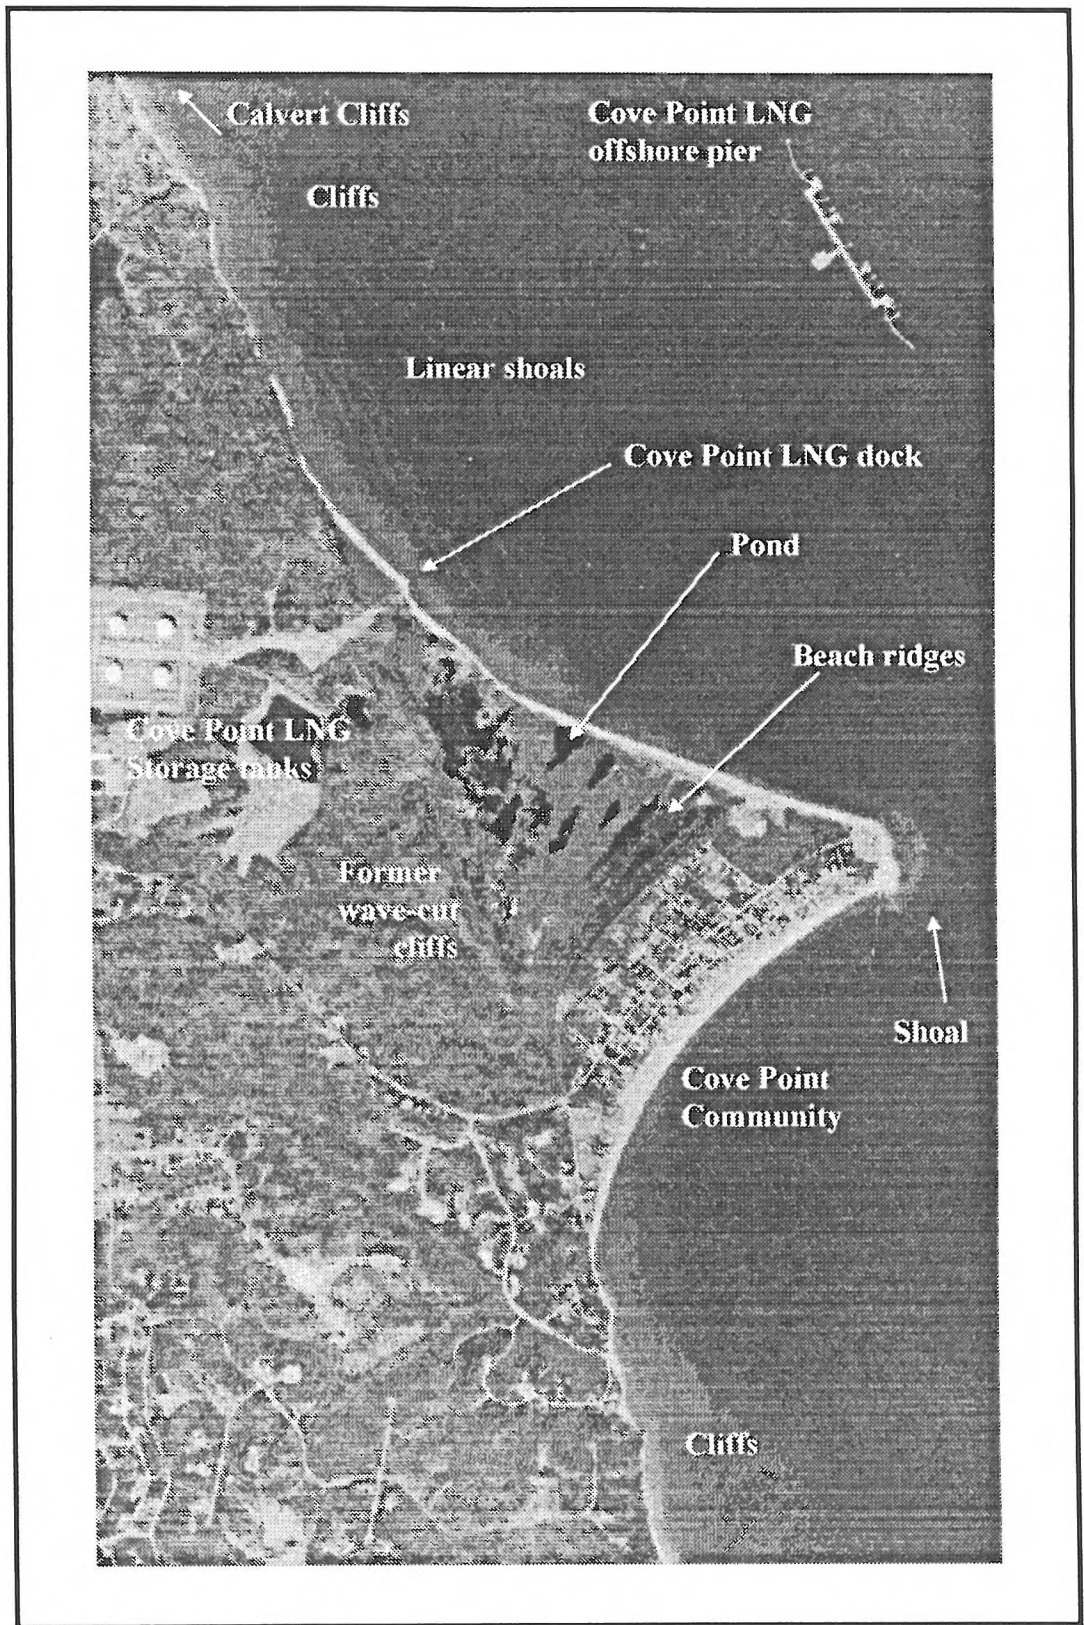 Calvert Cliffs
Cove Point LNG
offshore pier
Cliffs
Linear shoals
Cove Point LNG dock
Pond
Beach ridges
Cove Point LNG
Storage tanks
Former
wave-cut
cliffs
Shoal
Cove Point
Community
Cliffs